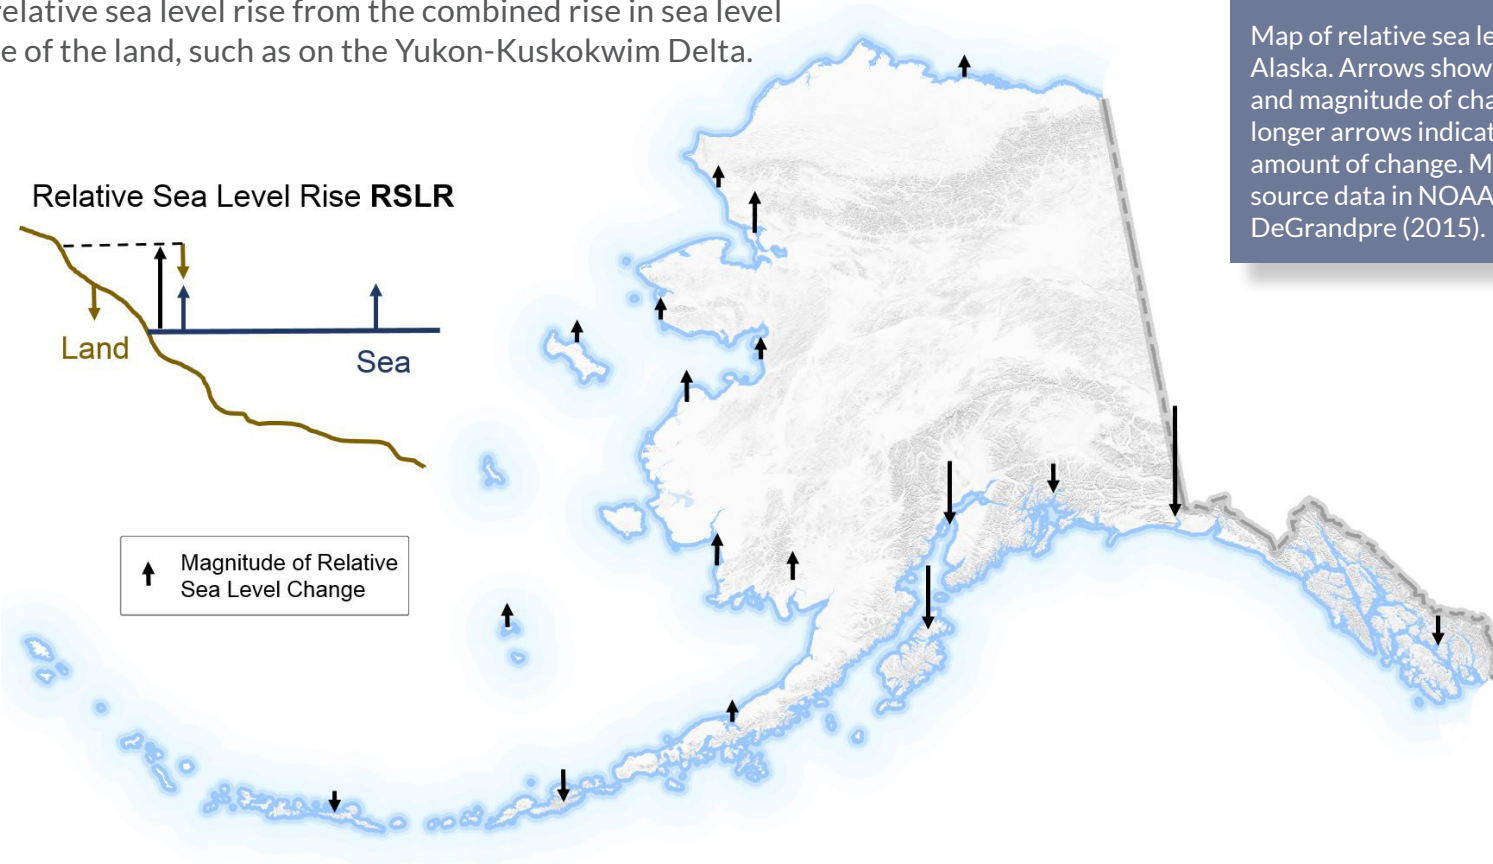 relative sea level rise from the combined rise in sea level
e of the land, such as on the Yukon-Kuskokwim Delta.
Map of relative sea le
Alaska. Arrows show
and magnitude of cha
longer arrows indicat
amount of change. M
source data in NOAA
DeGrandpre (2015).
Relative Sea Level Rise RSLR
Land
Sea
Magnitude of Relative
Sea Level Change